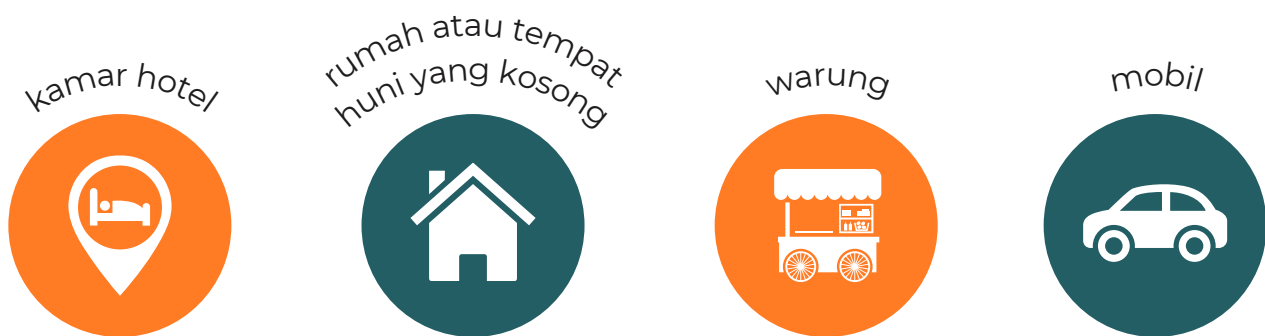 kamar hotel
rumah atau tempat
huni yang kosong
warung
mobil